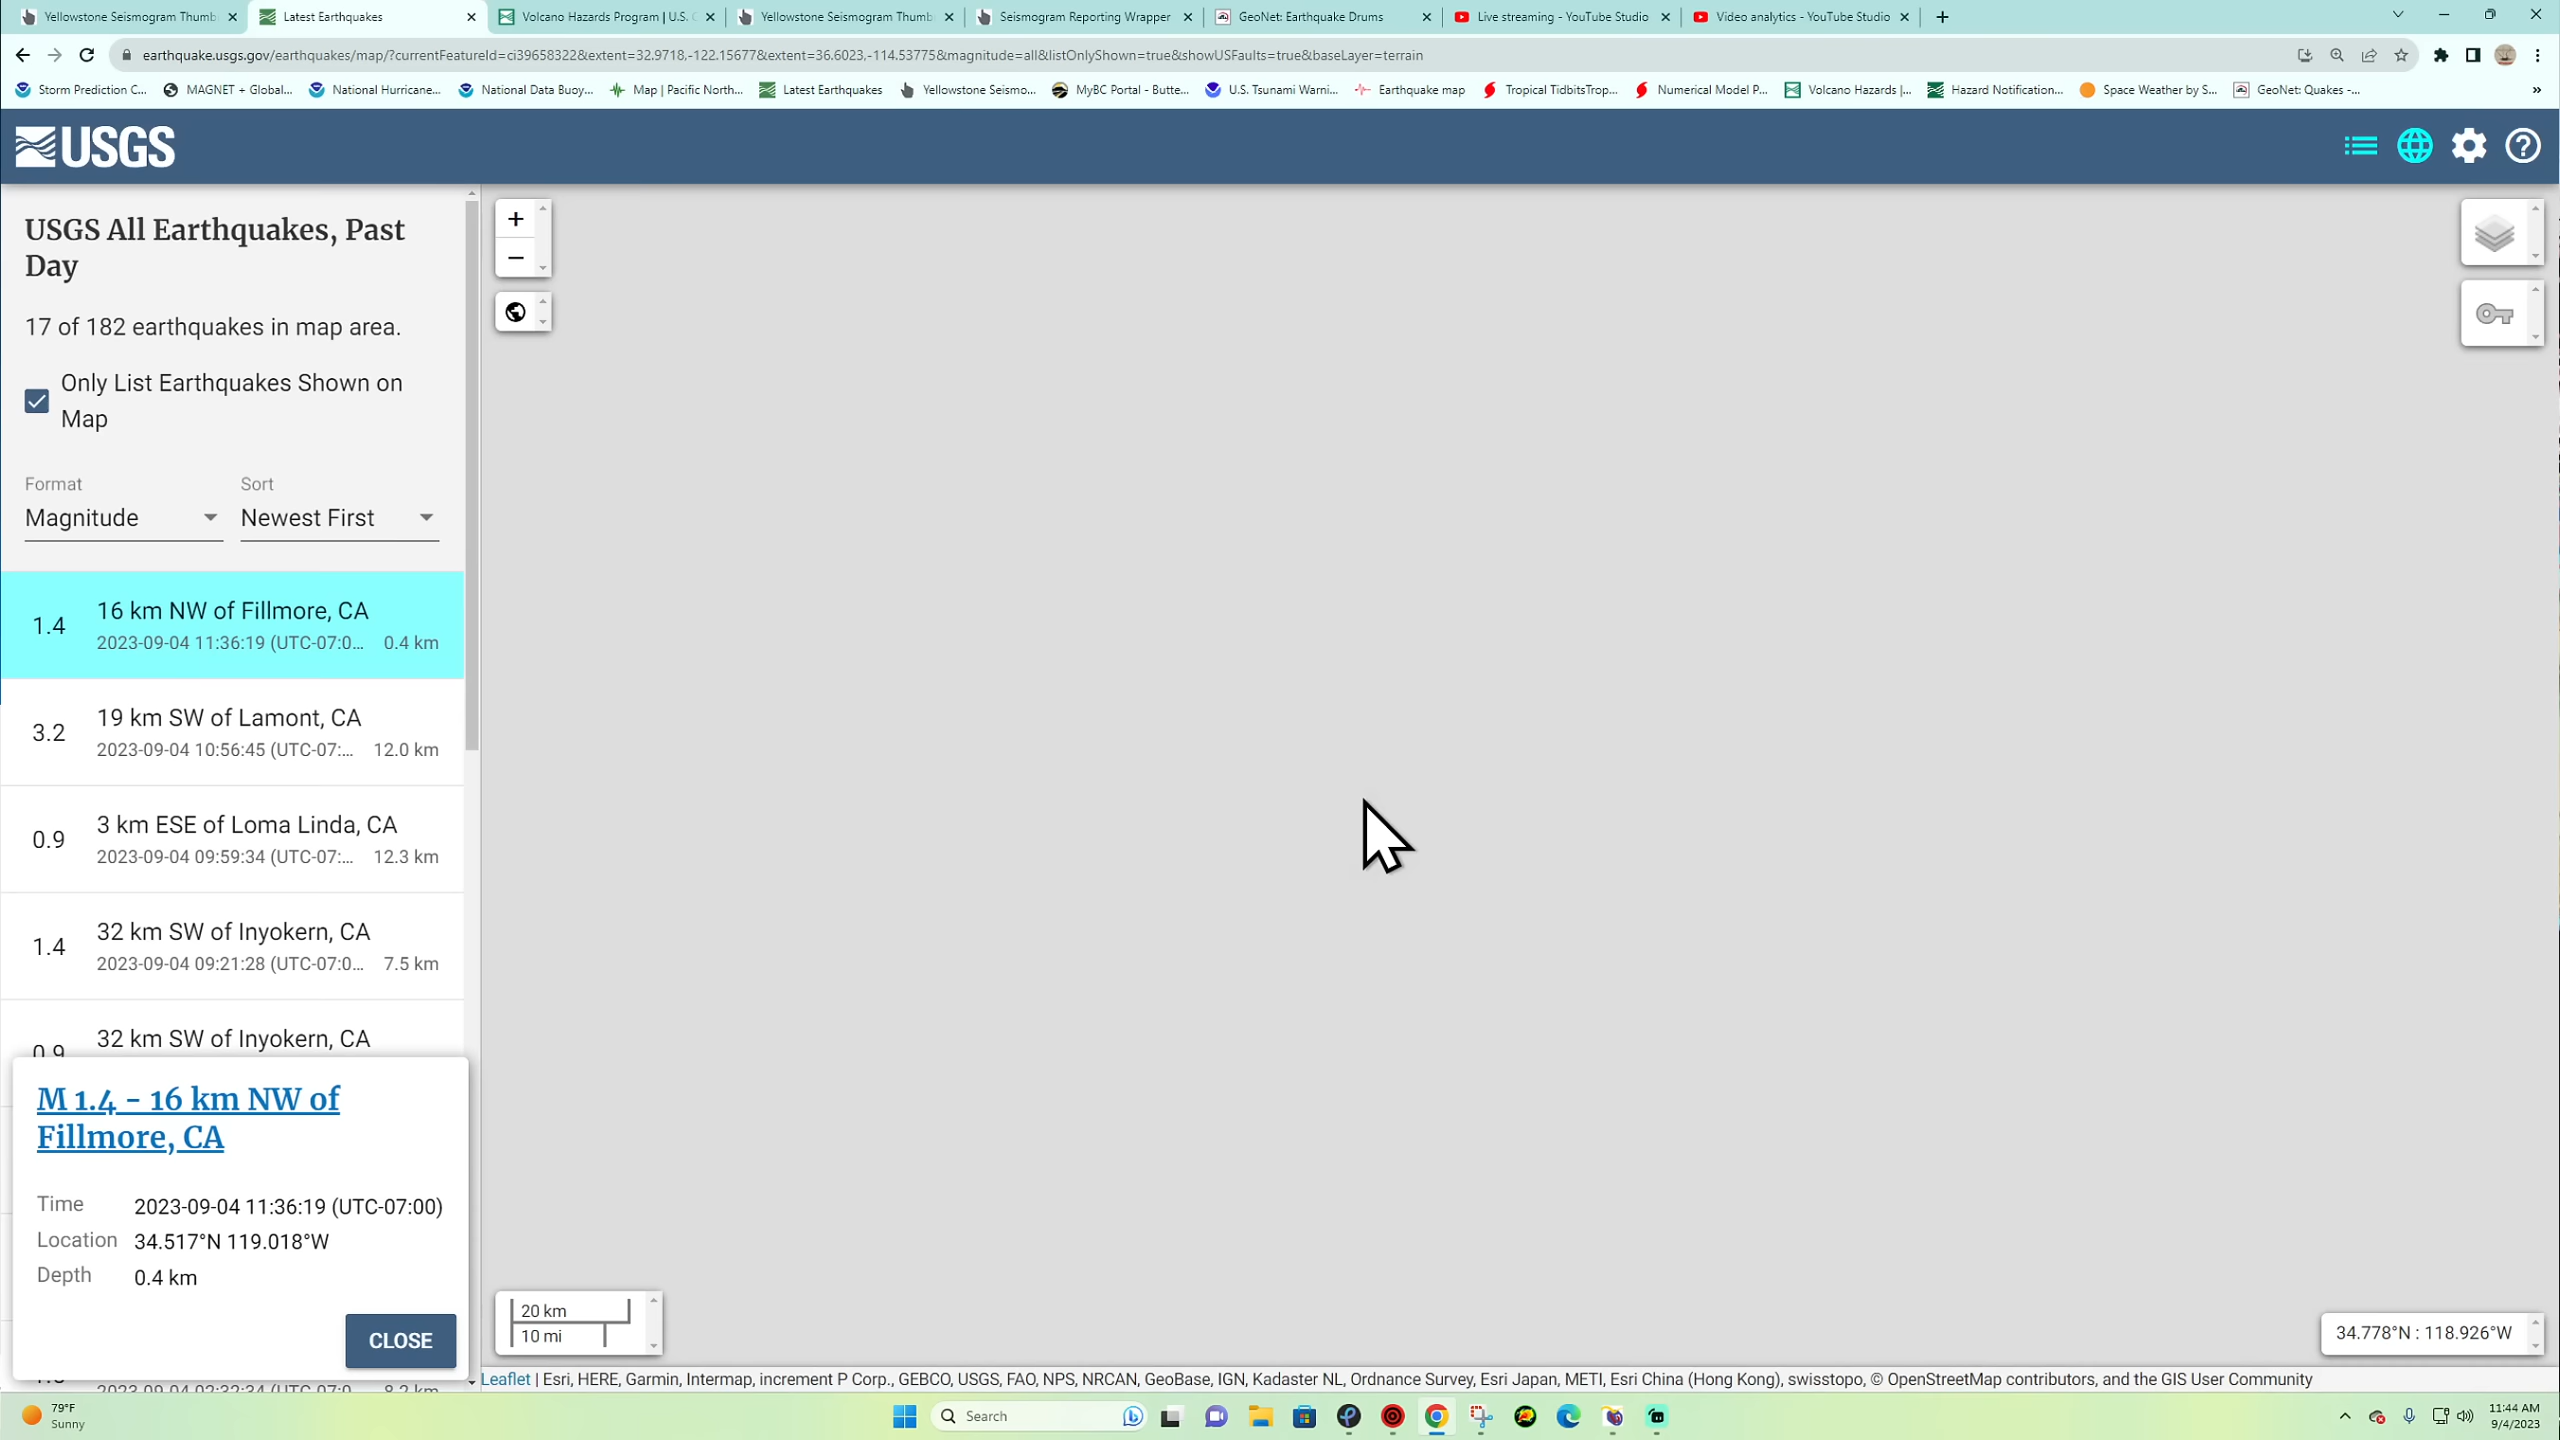 Yellowstone Seismogram Thumb
Latest Earthquakes
Volcano Hazards Program | U.S. G
Yellowstone Seismogram Thumb
Seismogram Reporting Wrapper
GeoNet: Earthquake Drums
Live streaming - YouTube Studio
Video analytics - YouTube Studio
earthquake.usgs.gov/earthquakes/map/?currentFeatureId=ci39658322&extent=32.9718,-122.15677&extent=36.6023,-114.53775&magnitude=all&listOnlyShown=true&showUSFaults=true&baseLayer=terrain
Storm Prediction C...
MAGNET + Global...
National Hurricane...
National Data Buoy...
Map | Pacific North...
Latest Earthquakes
Yellowstone Seismo...
MyBC Portal - Butte...
U.S. Tsunami Warni...
Earthquake map
Tropical TidbitsTrop...
Numerical Model P...
Volcano Hazards |...
Hazard Notification...
Space Weather by S...
GeoNet: Quakes -...
»
USGS
USGS All Earthquakes, Past
Day
17 of 182 earthquakes in map area.
Only List Earthquakes Shown on
Map
Format
Sort
Magnitude
Newest First
1.4
16 km NW of Fillmore, CA
2023-09-04 11:36:19 (UTC-07:0... 0.4 km
3.2
19 km SW of Lamont, CA
2023-09-04 10:56:45 (UTC-07:... 12.0 km
0.9
3 km ESE of Loma Linda, CA
2023-09-04 09:59:34 (UTC-07:... 12.3 km
1.4
32 km SW of Inyokern, CA
2023-09-04 09:21:28 (UTC-07:0... 7.5 km
0.9
32 km SW of Inyokern, CA
M 1.4 - 16 km NW of
Fillmore, CA
Time 2023-09-04 11:36:19 (UTC-07:00)
Location 34.517°N 119.018°W
Depth 0.4 km
CLOSE
2023-09-04 02:32:34 (UTC-07:0... 8.2 km
20 km
10 mi
34.778°N : 118.926°W
Leaflet | Esri, HERE, Garmin, Intermap, increment P Corp., GEBCO, USGS, FAO, NPS, NRCAN, GeoBase, IGN, Kadaster NL, Ordnance Survey, Esri Japan, METI, Esri China (Hong Kong), swisstopo, © OpenStreetMap contributors, and the GIS User Community
79°F
Sunny
Search
11:44 AM
9/4/2023